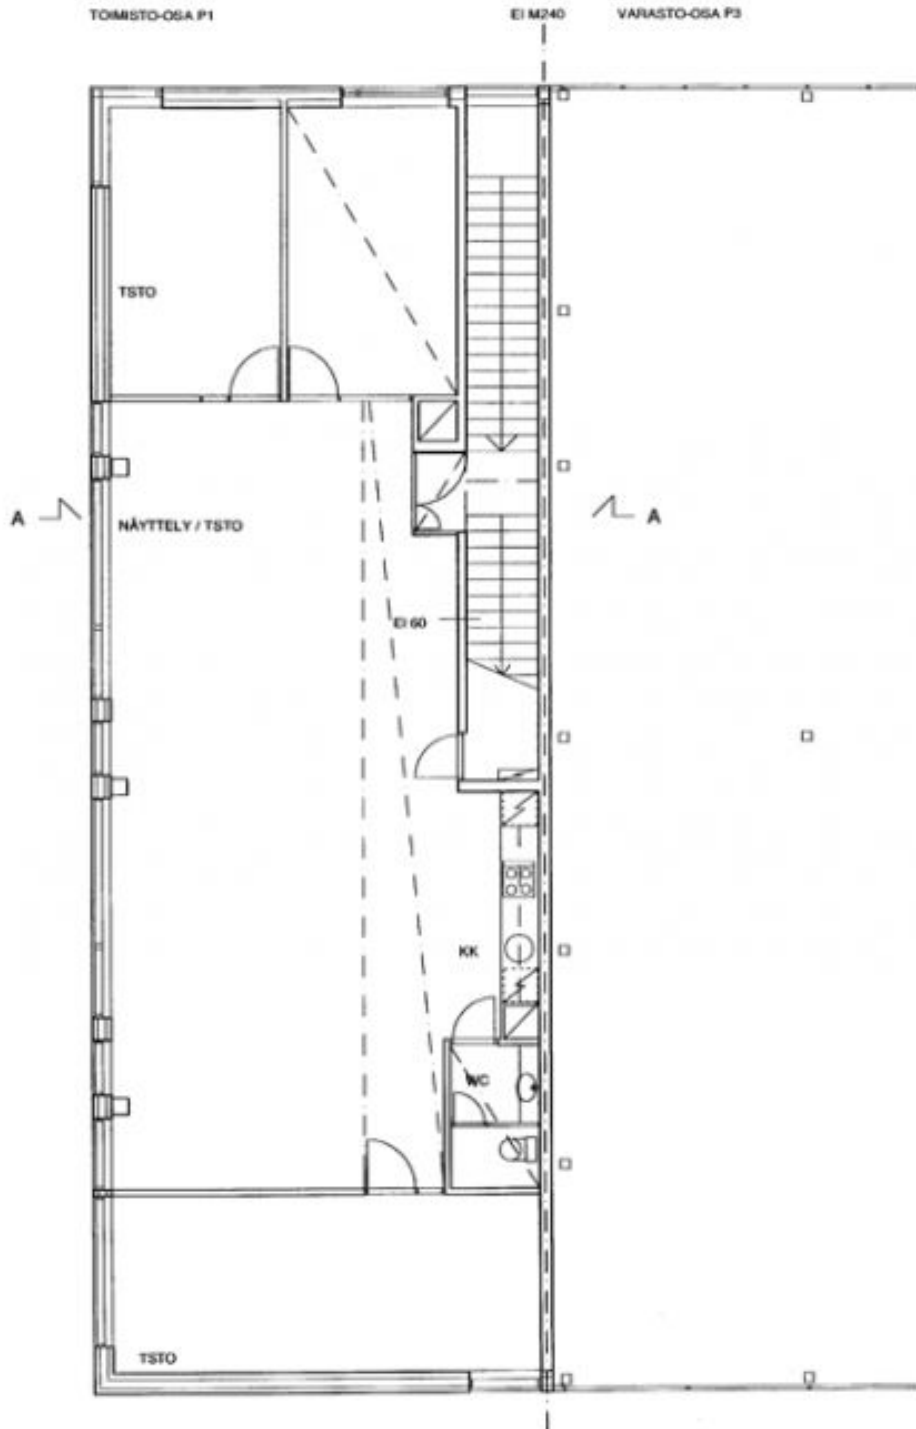 TOIMISTO-OSA P1
EI M240
VARASTO-OSA P3
TSTO
A
NÄYTTELY / TSTO
A
EI 60
KK
WC
TSTO